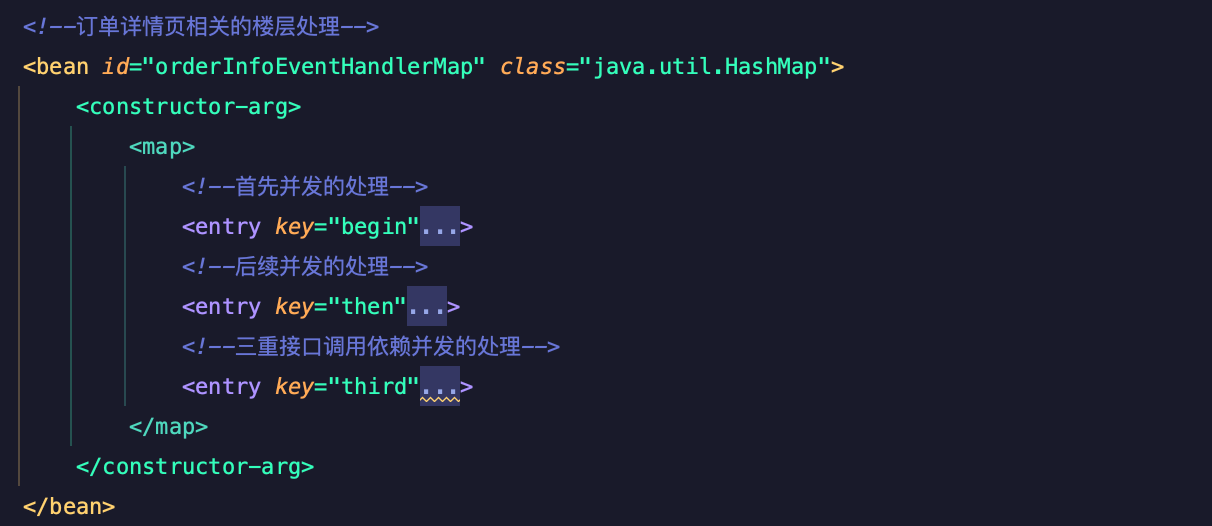 <!--订单详情页相关的楼层处理-->
<bean id="orderInfoEventHandlerMap" class="java.util.HashMap">
<constructor-arg>
<map>
<!--首先并发的处理-->
<entry key="begin"...>
<!--后续并发的处理-->
<entry key="then"...>
<!--三重接口调用依赖并发的处理-->
<entry key="third"...>
</map>
</constructor-arg>
</bean>